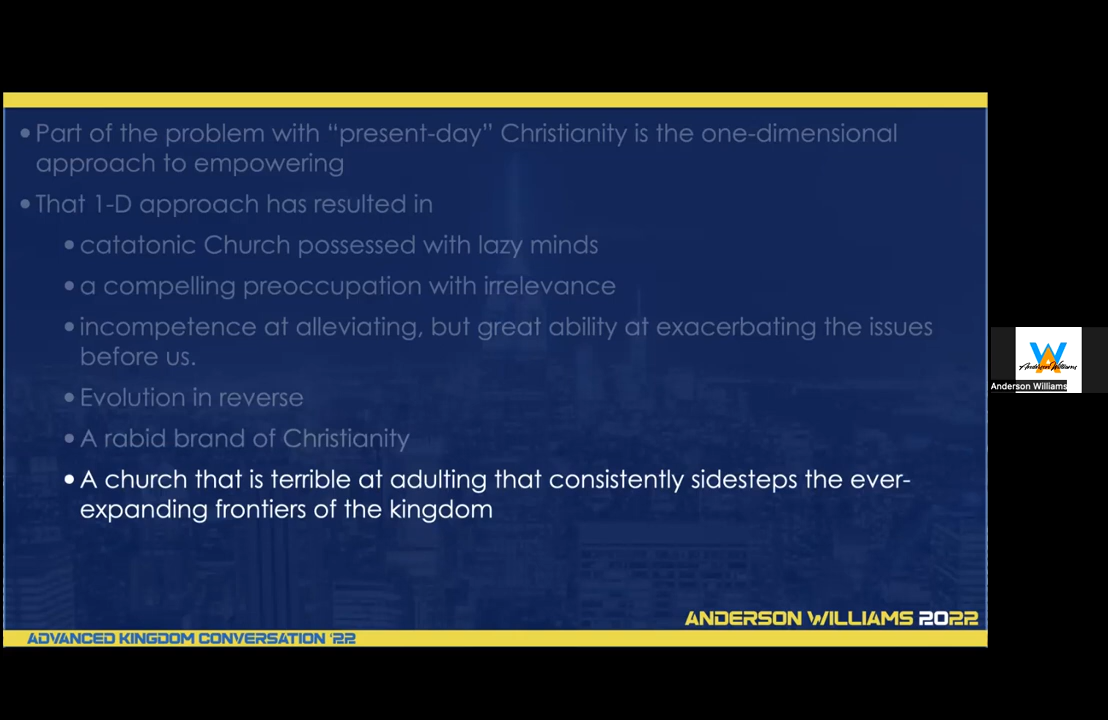 •Part of the problem with “present-day” Christianity is the one-dimensional
approach to empowering
•That 1-D approach has resulted in
•catatonic Church possessed with lazy minds
•a compelling preoccupation with irrelevance
•incompetence at alleviating, but great ability at exacerbating the issues
before us.
•Evolution in reverse
•A rabid brand of Christianity
•A church that is terrible at adulting that consistently sidesteps the ever-
expanding frontiers of the kingdom
ANDERSON WILLIAMS 2022
ADVANCED KINGDOM CONVERSATION '22
Anderson Williams
Anderson Williams